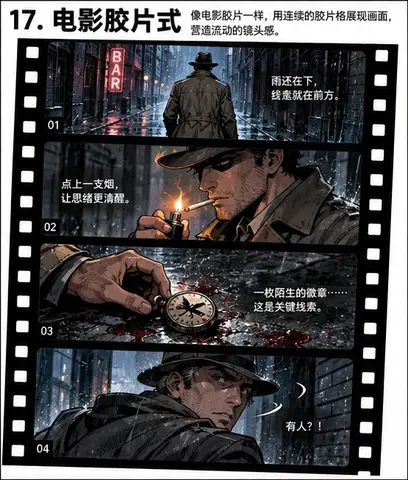 17. 电影胶片式
像电影胶片一样，用连续的胶片格展现画面，
营造流动的镜头感。
BAR
雨还在下，
线索就在前方。
01
点上一支烟，
让思绪更清醒。
02
一枚陌生的徽章……
这是关键线索。
03
有人？！
04